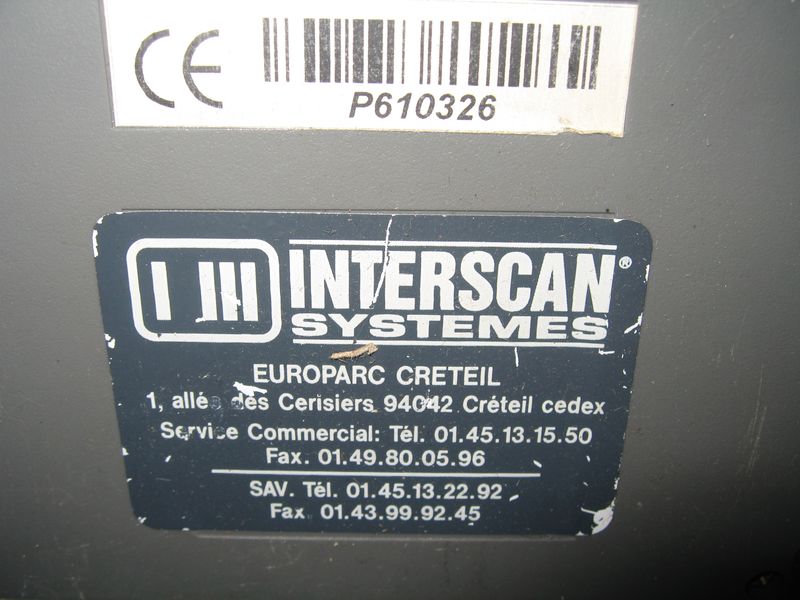 CE
P610326
INTERSCAN®
SYSTEMES
EUROPARC CRETEIL
1, allée des Cerisiers 94042 Créteil cedex
Service Commercial: Tél. 01.45.13.15.50
Fax. 01.49.80.05.96
SAV. Tél. 01.45.13.22.92
Fax. 01.43.99.92.45